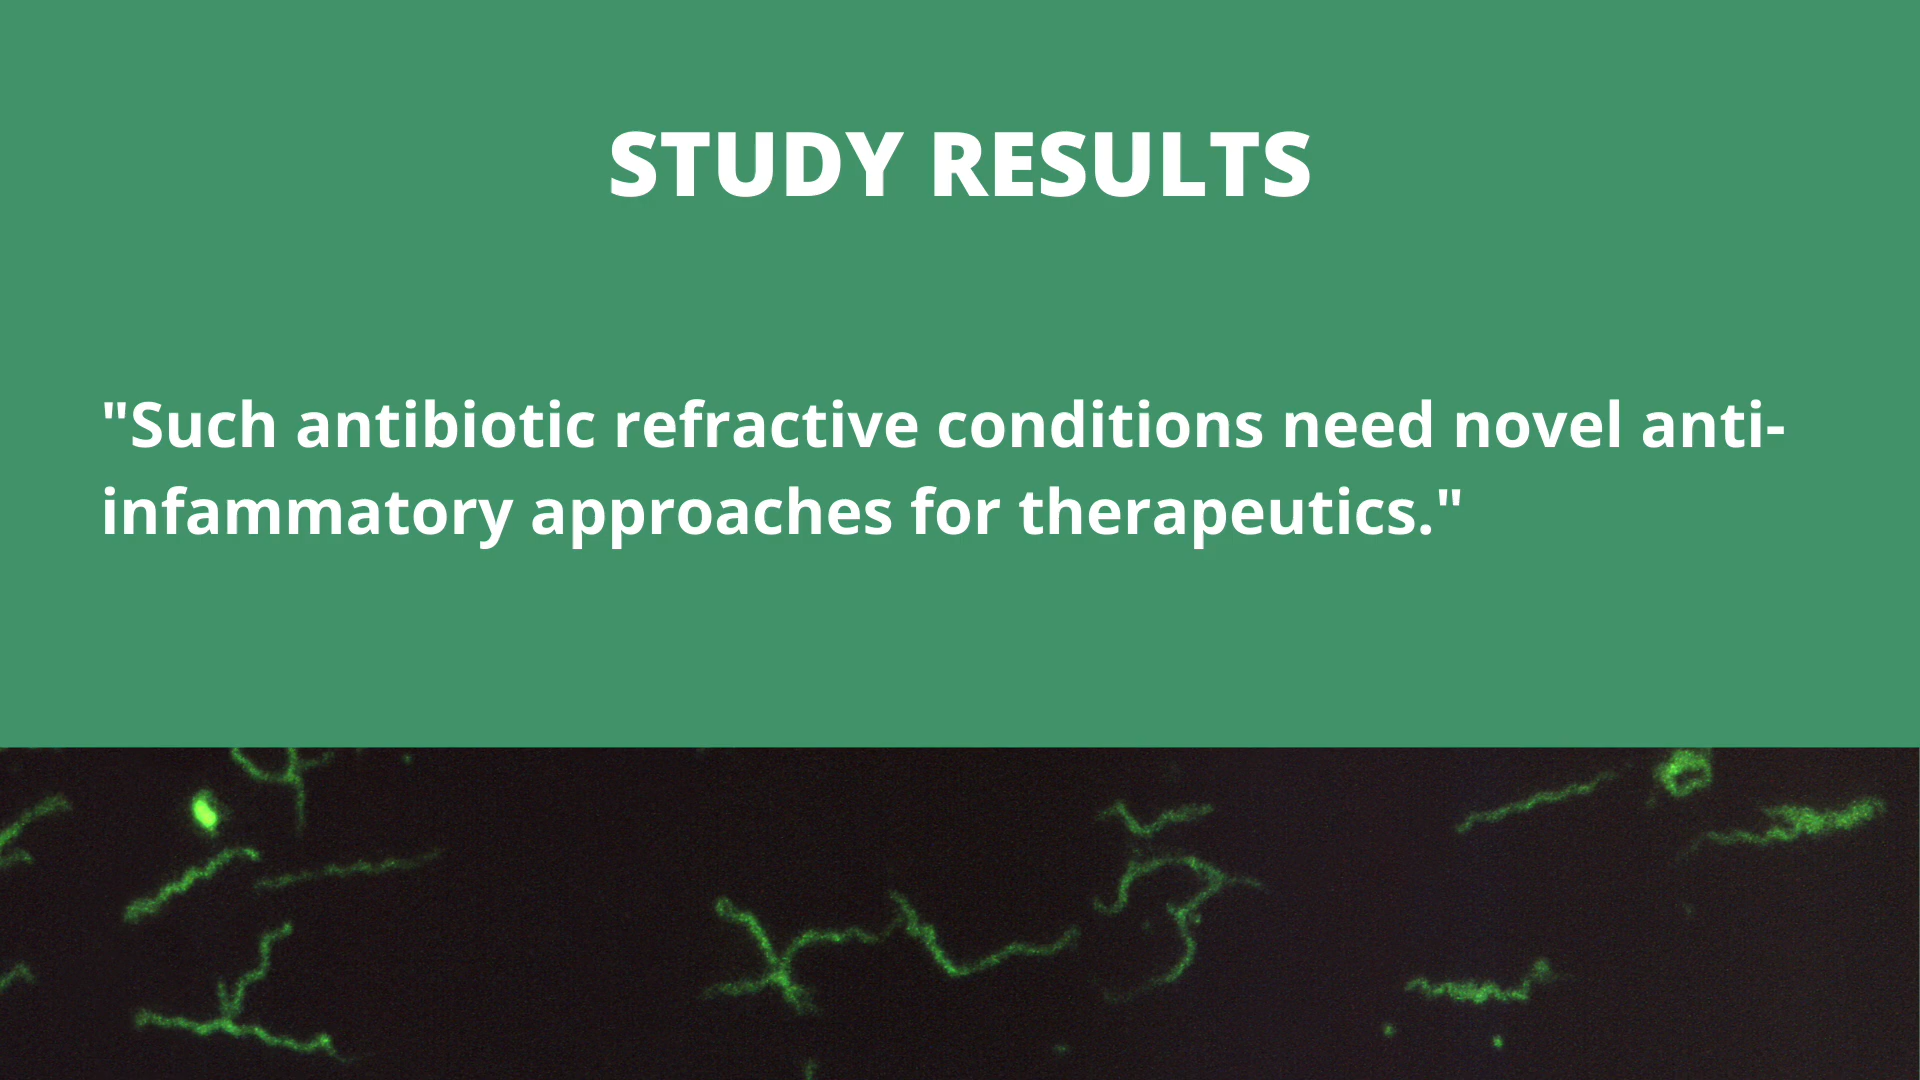 STUDY RESULTS
"Such antibiotic refractive conditions need novel anti-
infammatory approaches for therapeutics."